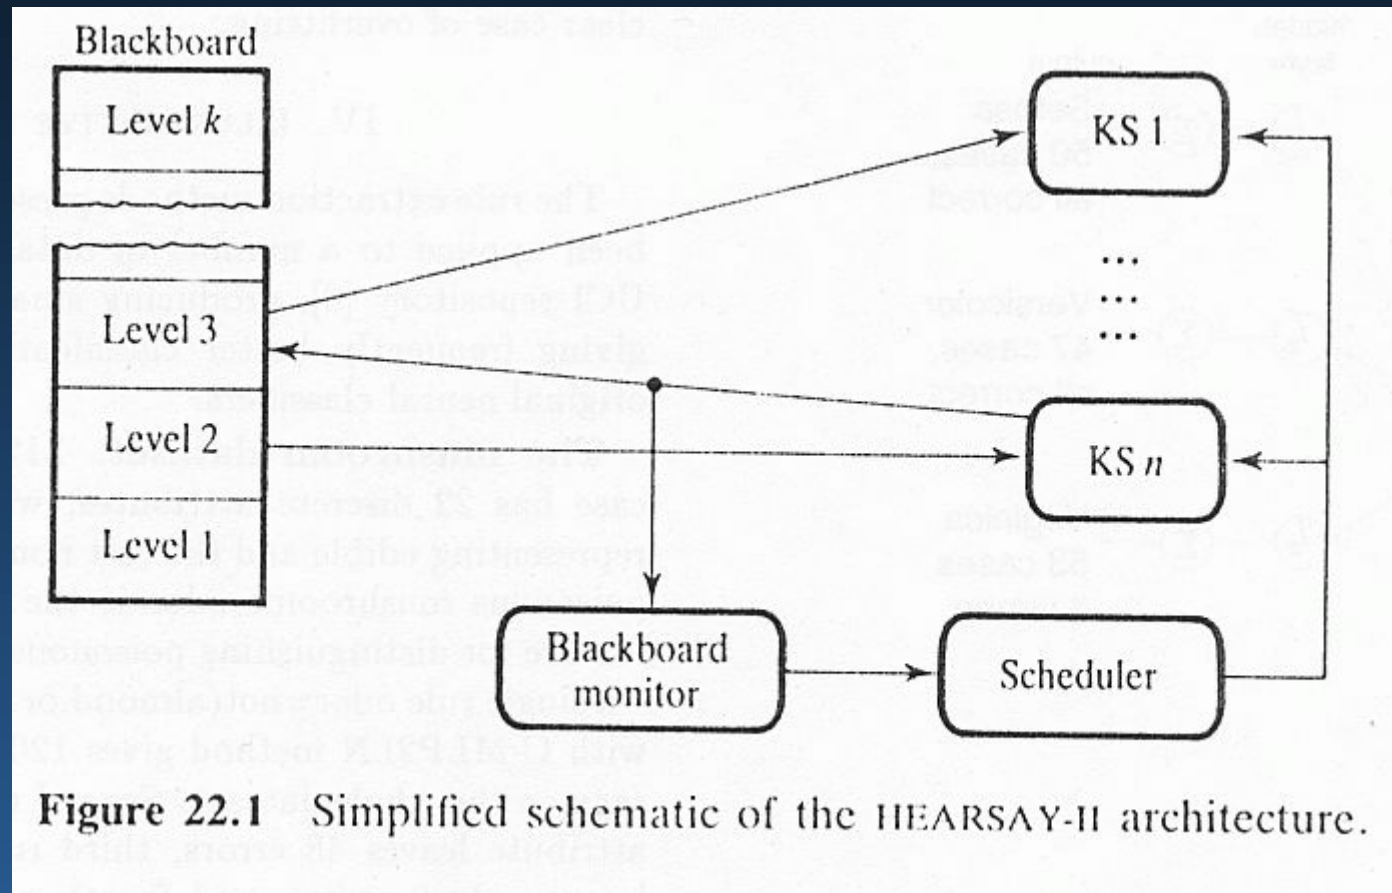 Blackboard
Level k
Level 3
Level 2
Level 1
KS 1
...
...
...
KS n
Blackboard
monitor
Scheduler
Figure 22.1 Simplified schematic of the HEARSAY-II architecture.